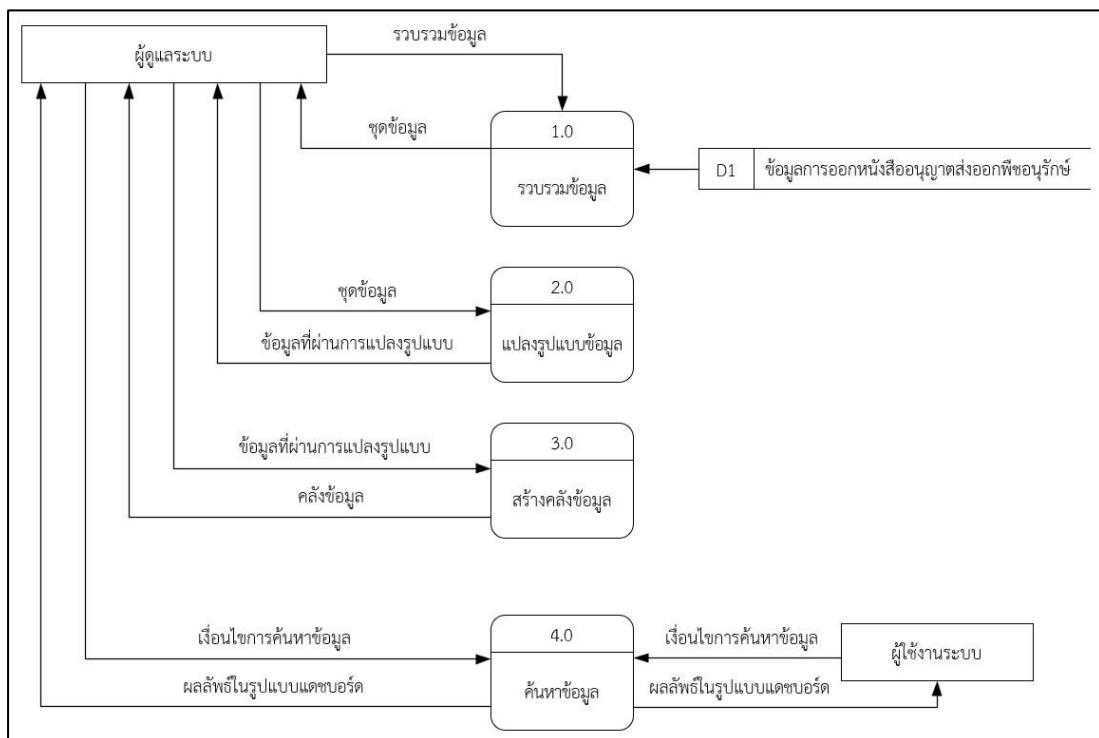 ผู้ดูแลระบบ
รวบรวมข้อมูล
ชุดข้อมูล
1.0
รวบรวมข้อมูล
D1 ข้อมูลการออกหนังสืออนุญาตส่งออกพืชอนุรักษ์
ชุดข้อมูล
ข้อมูลที่ผ่านการแปลงรูปแบบ
2.0
แปลงรูปแบบข้อมูล
ข้อมูลที่ผ่านการแปลงรูปแบบ
คลังข้อมูล
3.0
สร้างคลังข้อมูล
เงื่อนไขการค้นหาข้อมูล
ผลลัพธ์ในรูปแบบแดชบอร์ด
4.0
ค้นหาข้อมูล
เงื่อนไขการค้นหาข้อมูล
ผลลัพธ์ในรูปแบบแดชบอร์ด
ผู้ใช้งานระบบ